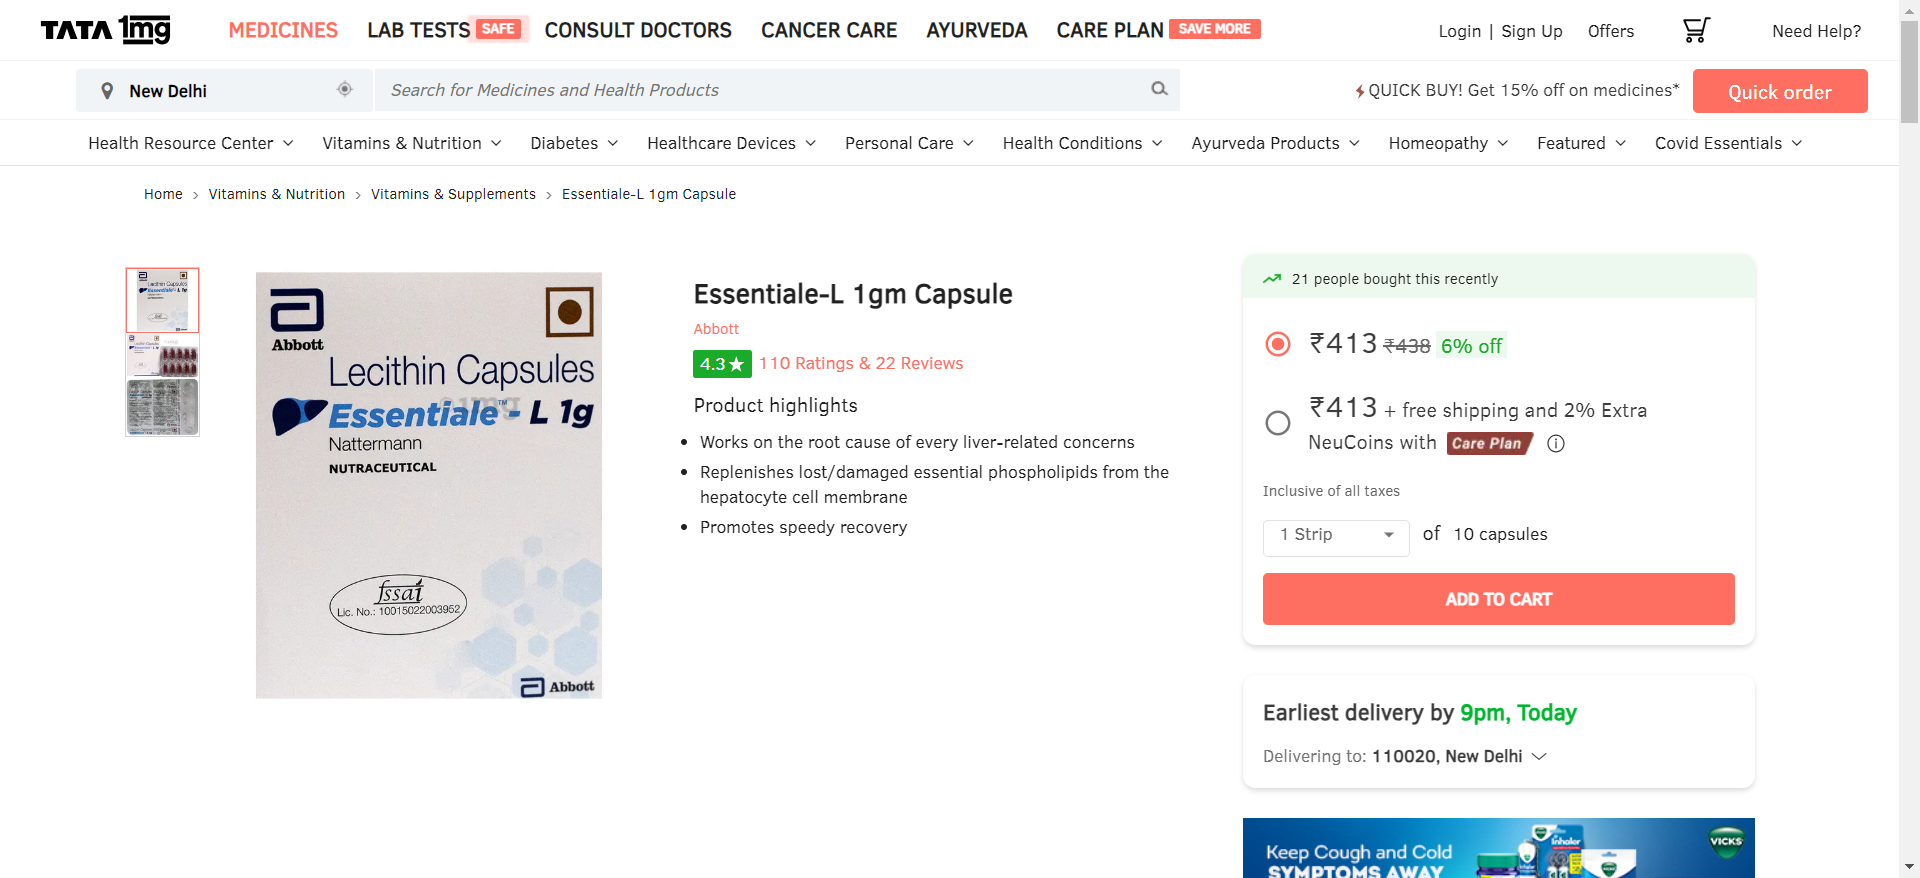 TATA 1mg
MEDICINES
LAB TESTS SAFE
CONSULT DOCTORS
CANCER CARE
AYURVEDA
CARE PLAN SAVE MORE
Login | Sign Up
Offers
Need Help?
New Delhi
Search for Medicines and Health Products
QUICK BUY! Get 15% off on medicines*
Quick order
Health Resource Center
Vitamins & Nutrition
Diabetes
Healthcare Devices
Personal Care
Health Conditions
Ayurveda Products
Homeopathy
Featured
Covid Essentials
Home > Vitamins & Nutrition > Vitamins & Supplements > Essentiale-L 1gm Capsule
Abbott
Lecithin Capsules
Essentiale™ - L 1g
Nattermann
NUTRACEUTICAL
fssai
Lic. No.: 10015022003952
Abbott
Essentiale-L 1gm Capsule
Abbott
4.3★ 110 Ratings & 22 Reviews
Product highlights
• Works on the root cause of every liver-related concerns
• Replenishes lost/damaged essential phospholipids from the
hepatocyte cell membrane
• Promotes speedy recovery
21 people bought this recently
₹413 ₹438 6% off
₹413 + free shipping and 2% Extra
NeuCoins with Care Plan
Inclusive of all taxes
1 Strip of 10 capsules
ADD TO CART
Earliest delivery by 9pm, Today
Delivering to: 110020, New Delhi
Keep Cough and Cold
SYMPTOMS AWAY
Inhaler
VICKS